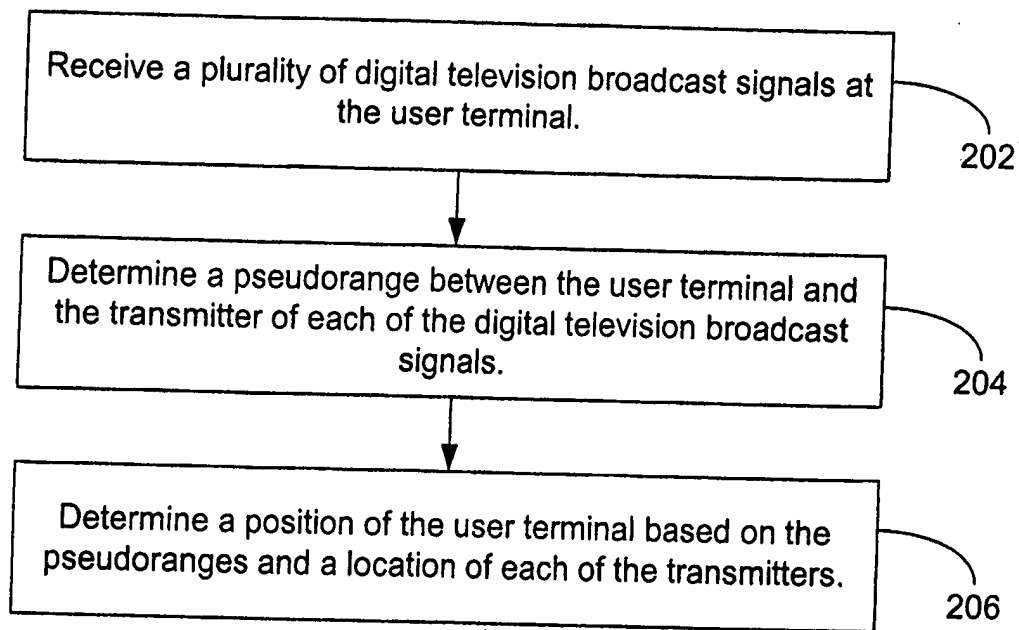 Receive a plurality of digital television broadcast signals at
the user terminal.
202
Determine a pseudorange between the user terminal and
the transmitter of each of the digital television broadcast
signals.
204
Determine a position of the user terminal based on the
pseudoranges and a location of each of the transmitters.
206